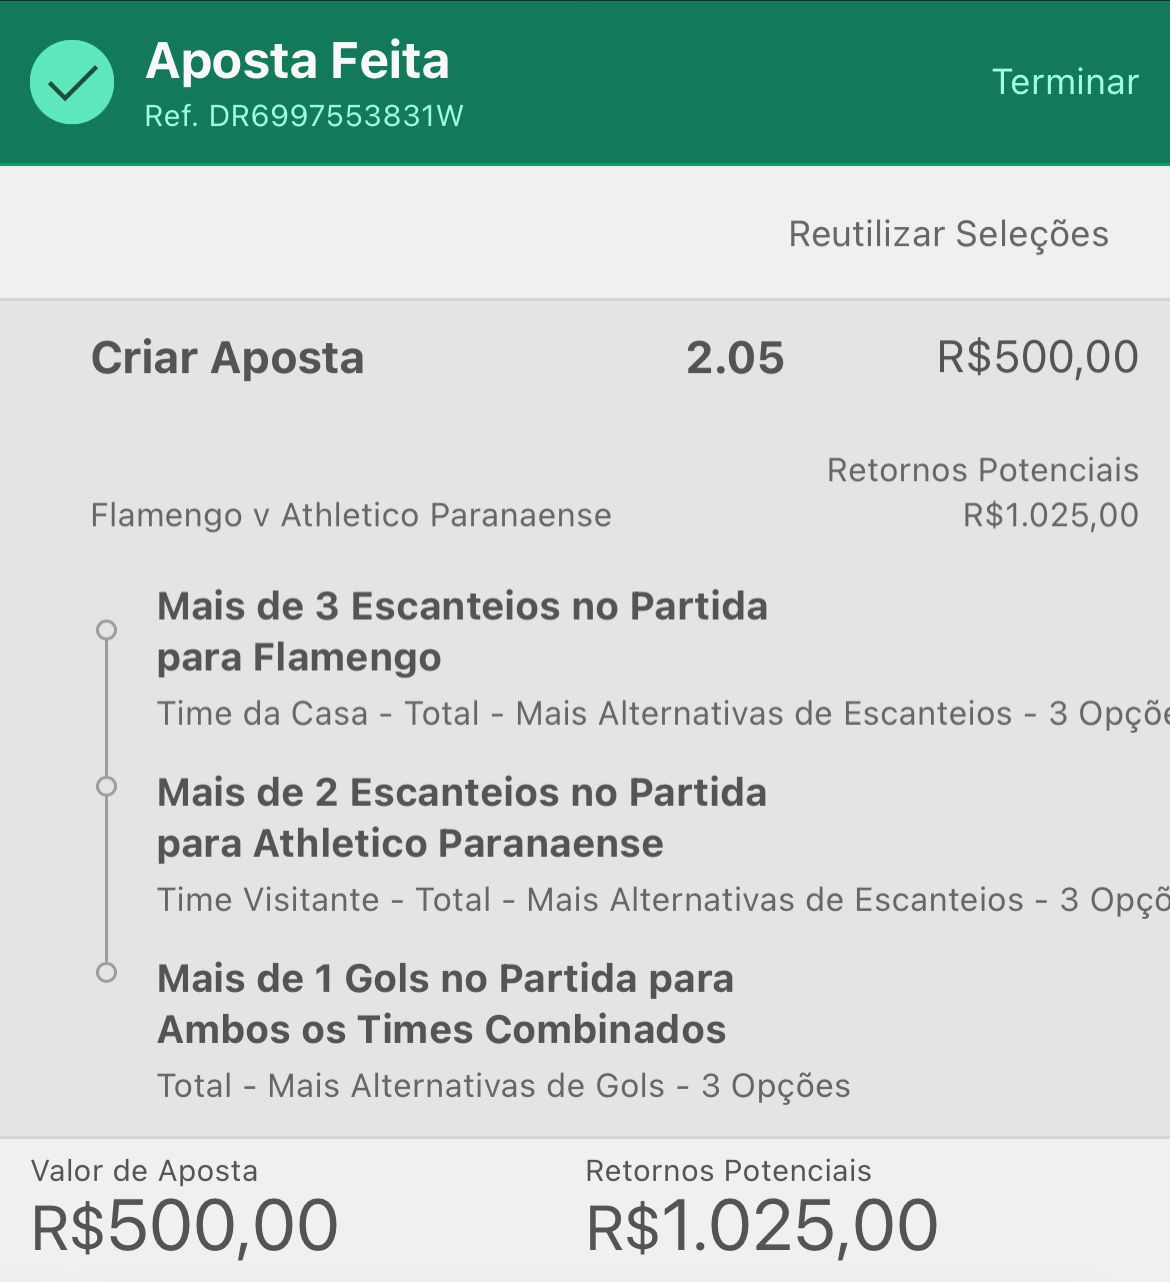 Aposta Feita
Ref. DR6997553831W
Terminar
Reutilizar Seleções
Criar Aposta 2.05 R$500,00
Retornos Potenciais
Flamengo v Athletico Paranaense R$1.025,00
Mais de 3 Escanteios no Partida
para Flamengo
Time da Casa - Total - Mais Alternativas de Escanteios - 3 Opçõe
Mais de 2 Escanteios no Partida
para Athletico Paranaense
Time Visitante - Total - Mais Alternativas de Escanteios - 3 Opçõ
Mais de 1 Gols no Partida para
Ambos os Times Combinados
Total - Mais Alternativas de Gols - 3 Opções
Valor de Aposta Retornos Potenciais
R$500,00 R$1.025,00